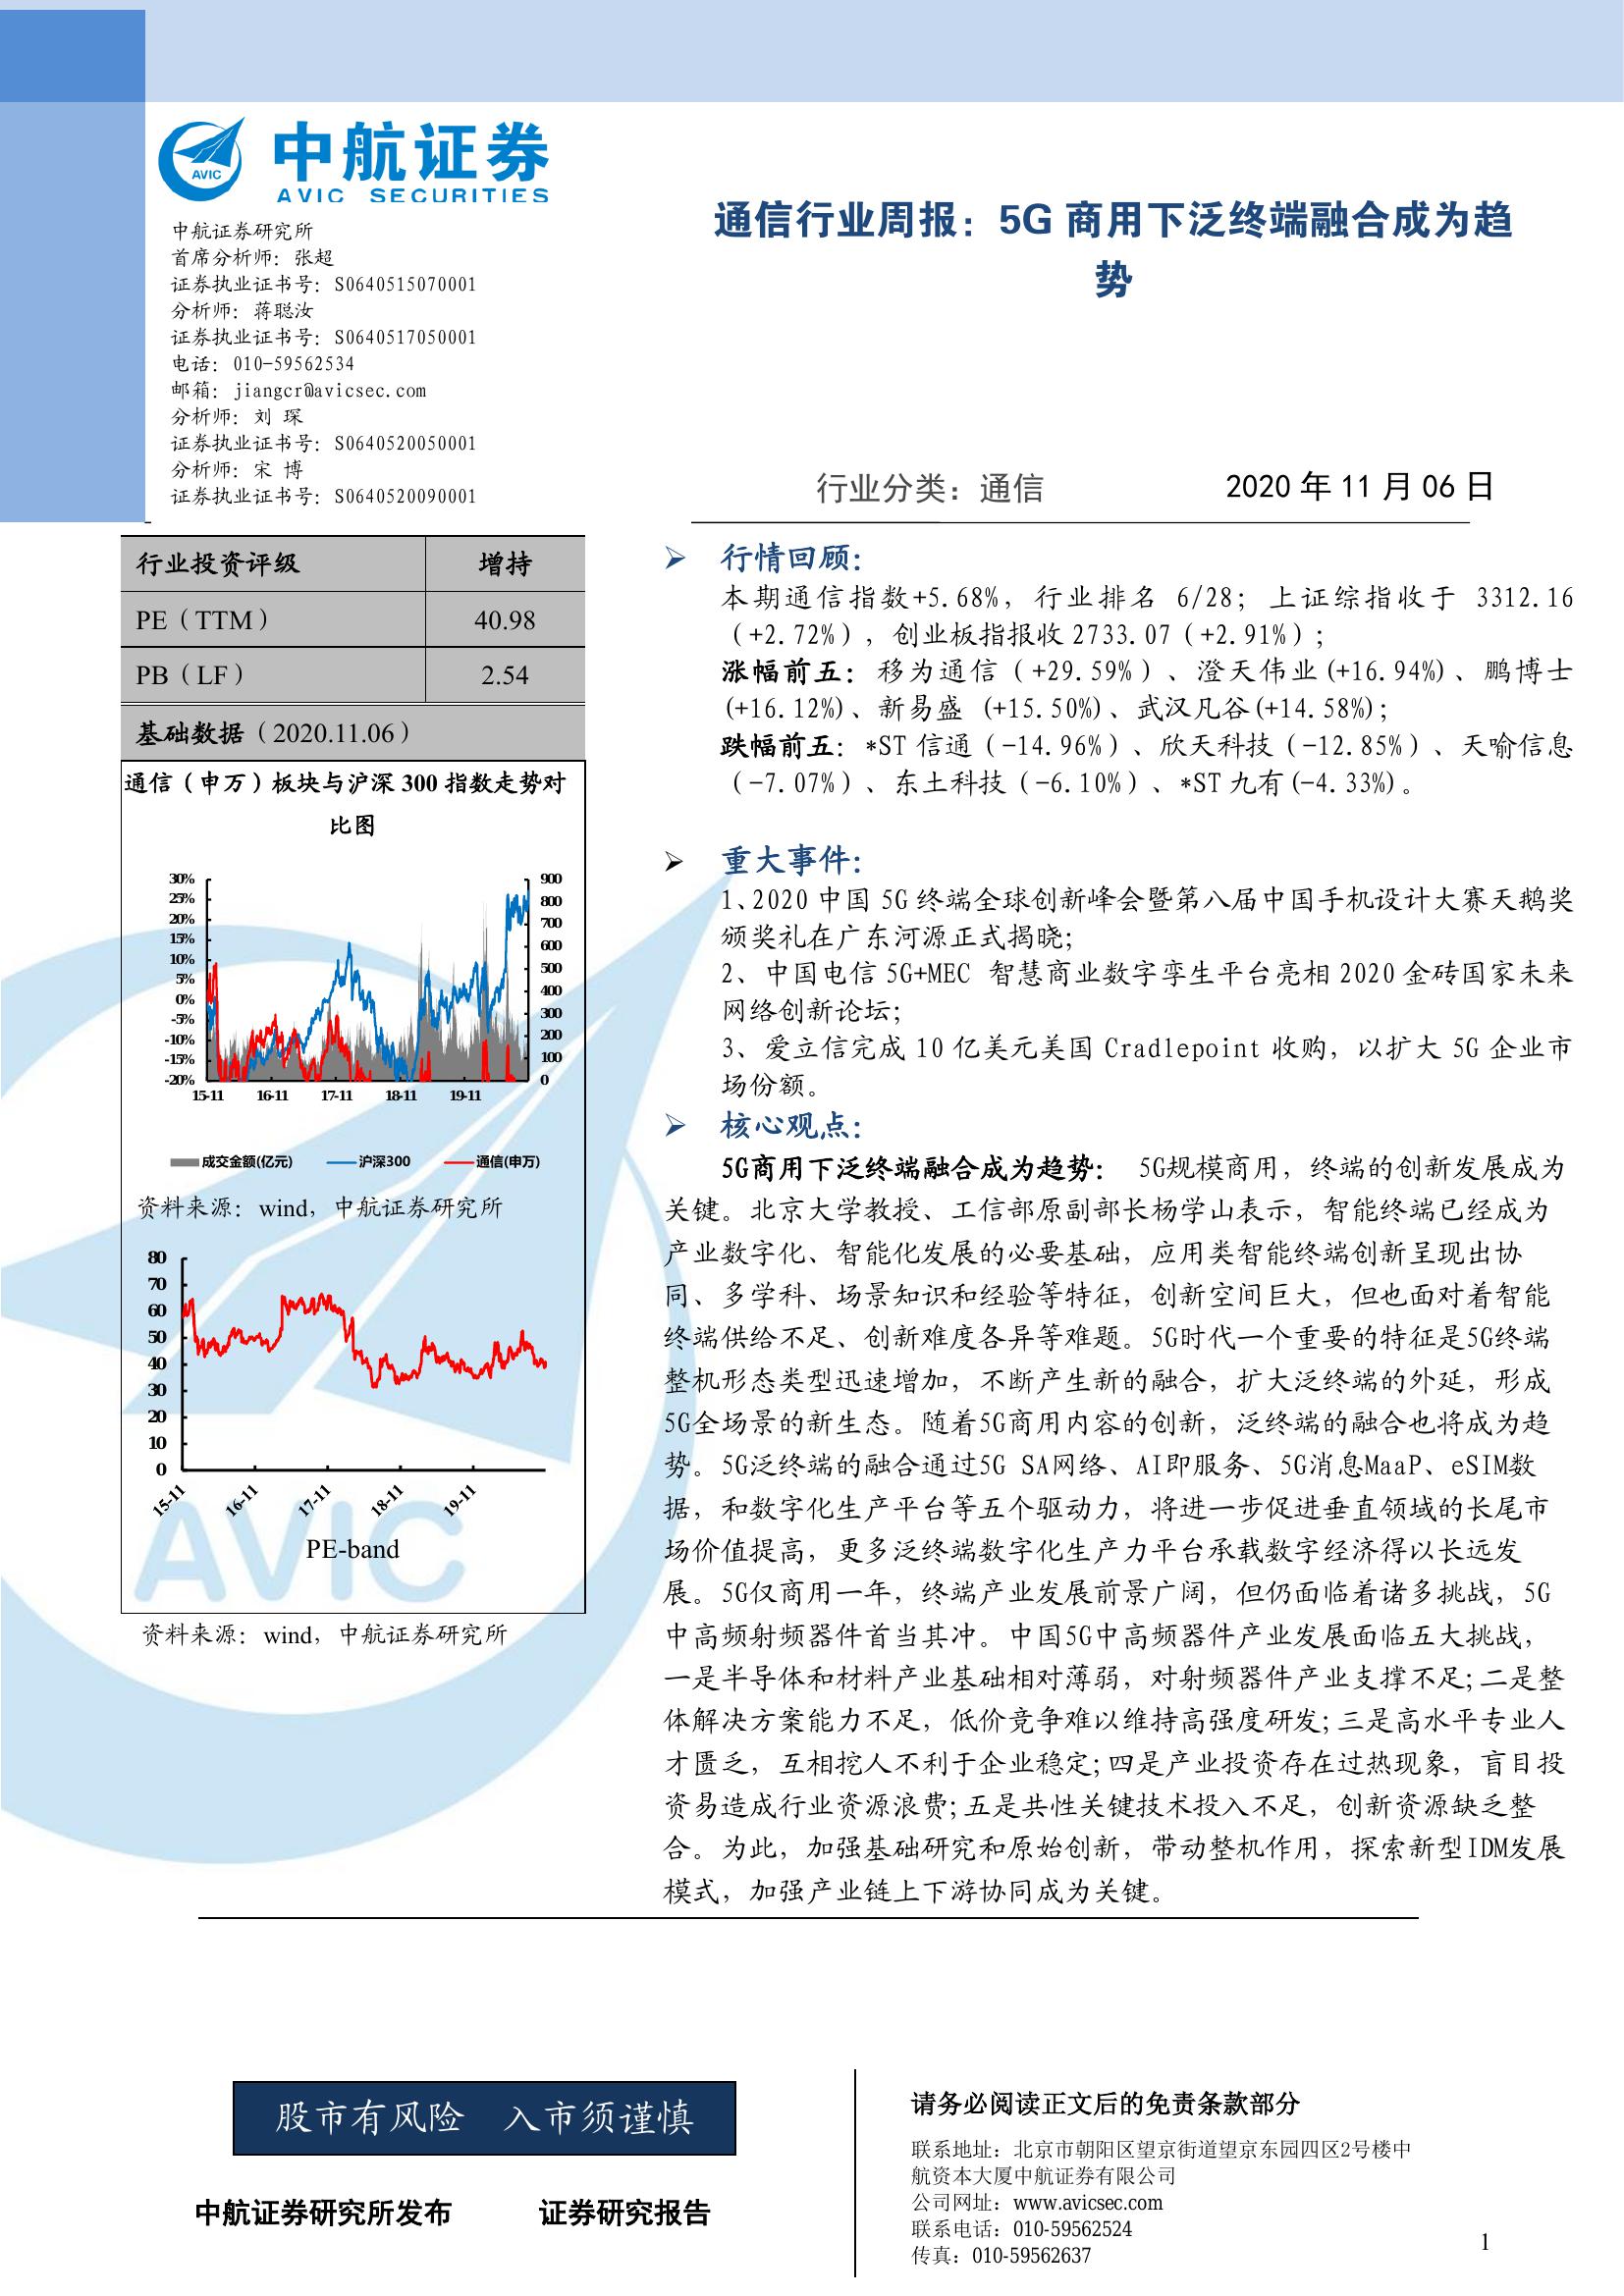 AVIC
中航证券
AVIC SECURITIES
中航证券研究所
首席分析师：张超
证券执业证书号：S0640515070001
分析师：蒋聪汝
证券执业证书号：S0640517050001
电话：010-59562534
邮箱：jiangcr@avicsec.com
分析师：刘 琛
证券执业证书号：S0640520050001
分析师：宋 博
证券执业证书号：S0640520090001
通信行业周报：5G 商用下泛终端融合成为趋
势
行业分类：通信 2020 年 11 月 06 日
行业投资评级 增持
PE（TTM） 40.98
PB（LF） 2.54
基础数据（2020.11.06）
通信（申万）板块与沪深 300 指数走势对
比图
30%
25%
20%
15%
10%
5%
0%
-5%
-10%
-15%
-20%
900
800
700
600
500
400
300
200
100
0
15-11 16-11 17-11 18-11 19-11
成交金额(亿元) 沪深300 通信(申万)
资料来源：wind，中航证券研究所
80
70
60
50
40
30
20
10
0
15-11 16-11 17-11 18-11 19-11
PE-band
AVIC
资料来源：wind，中航证券研究所
➢ 行情回顾：
本期通信指数+5.68%，行业排名 6/28；上证综指收于 3312.16
（+2.72%），创业板指报收 2733.07（+2.91%）；
涨幅前五：移为通信（+29.59%）、澄天伟业(+16.94%)、鹏博士
(+16.12%)、新易盛 (+15.50%)、武汉凡谷(+14.58%)；
跌幅前五：*ST 信通（-14.96%）、欣天科技（-12.85%）、天喻信息
（-7.07%）、东土科技（-6.10%）、*ST 九有(-4.33%)。
➢ 重大事件：
1、2020 中国 5G 终端全球创新峰会暨第八届中国手机设计大赛天鹅奖
颁奖礼在广东河源正式揭晓；
2、中国电信 5G+MEC 智慧商业数字孪生平台亮相 2020 金砖国家未来
网络创新论坛；
3、爱立信完成 10 亿美元美国 Cradlepoint 收购，以扩大 5G 企业市
场份额。
➢ 核心观点：
5G商用下泛终端融合成为趋势： 5G规模商用，终端的创新发展成为
关键。北京大学教授、工信部原副部长杨学山表示，智能终端已经成为
产业数字化、智能化发展的必要基础，应用类智能终端创新呈现出协
同、多学科、场景知识和经验等特征，创新空间巨大，但也面对着智能
终端供给不足、创新难度各异等难题。5G时代一个重要的特征是5G终端
整机形态类型迅速增加，不断产生新的融合，扩大泛终端的外延，形成
5G全场景的新生态。随着5G商用内容的创新，泛终端的融合也将成为趋
势。5G泛终端的融合通过5G SA网络、AI即服务、5G消息MaaP、eSIM数
据，和数字化生产平台等五个驱动力，将进一步促进垂直领域的长尾市
场价值提高，更多泛终端数字化生产力平台承载数字经济得以长远发
展。5G仅商用一年，终端产业发展前景广阔，但仍面临着诸多挑战，5G
中高频射频器件首当其冲。中国5G中高频器件产业发展面临五大挑战，
一是半导体和材料产业基础相对薄弱，对射频器件产业支撑不足;二是整
体解决方案能力不足，低价竞争难以维持高强度研发;三是高水平专业人
才匮乏，互相挖人不利于企业稳定;四是产业投资存在过热现象，盲目投
资易造成行业资源浪费;五是共性关键技术投入不足，创新资源缺乏整
合。为此，加强基础研究和原始创新，带动整机作用，探索新型IDM发展
模式，加强产业链上下游协同成为关键。
股市有风险 入市须谨慎
中航证券研究所发布 证券研究报告
请务必阅读正文后的免责条款部分
联系地址：北京市朝阳区望京街道望京东园四区2号楼中
航资本大厦中航证券有限公司
公司网址：www.avicsec.com
联系电话：010-59562524
传真：010-59562637
1